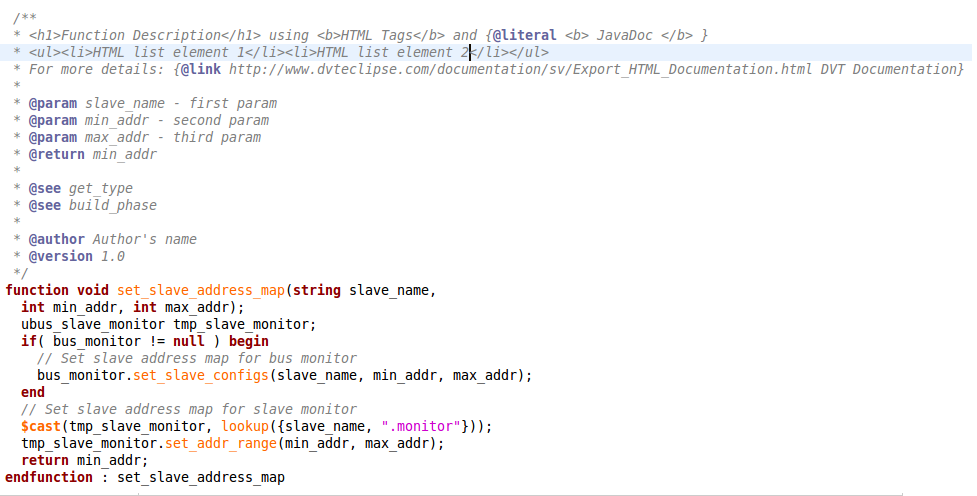 /**
 * <h1>Function Description</h1> using <b>HTML Tags</b> and {@literal <b> JavaDoc </b> }
 * <ul><li>HTML list element 1</li><li>HTML list element 2</li></ul>
 * For more details: {@link http://www.dvteclipse.com/documentation/sv/Export_HTML_Documentation.html DVT Documentation}
 *
 * @param slave_name - first param
 * @param min_addr - second param
 * @param max_addr - third param
 * @return min_addr
 *
 * @see get_type
 * @see build_phase
 *
 * @author Author's name
 * @version 1.0
 */
function void set_slave_address_map(string slave_name,
  int min_addr, int max_addr);
  ubus_slave_monitor tmp_slave_monitor;
  if( bus_monitor != null ) begin
    // Set slave address map for bus monitor
    bus_monitor.set_slave_configs(slave_name, min_addr, max_addr);
  end
  // Set slave address map for slave monitor
  $cast(tmp_slave_monitor, lookup({slave_name, ".monitor"}));
  tmp_slave_monitor.set_addr_range(min_addr, max_addr);
  return min_addr;
endfunction : set_slave_address_map